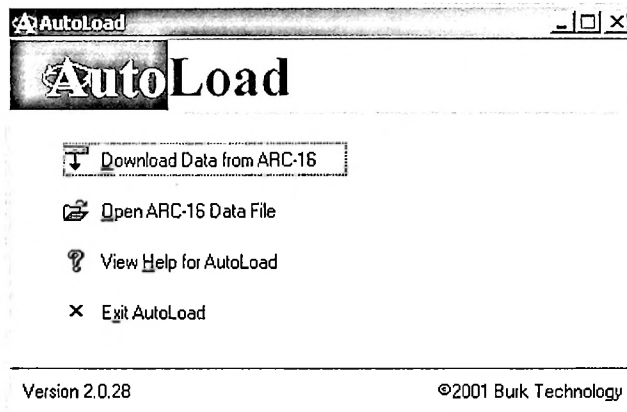 AutoLoad
AutoLoad
Download Data from ARC-16
Open ARC-16 Data File
View Help for AutoLoad
Exit AutoLoad
Version 2.0.28 ©2001 Burk Technology